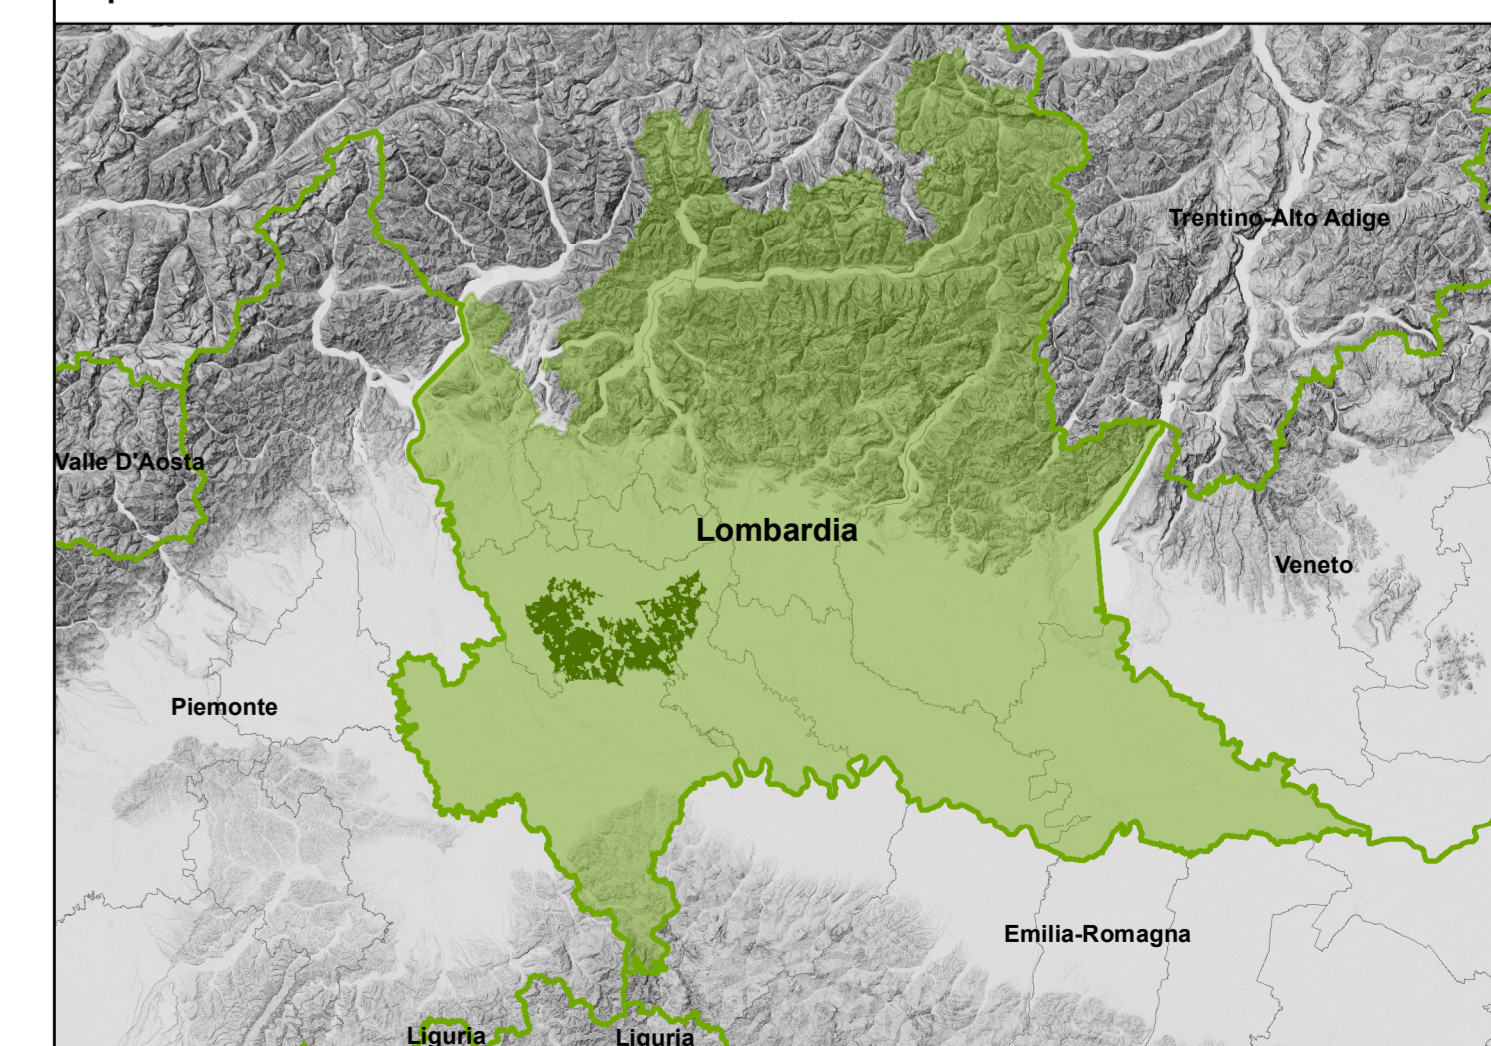 Trentino-Alto Adige
Valle D'Aosta
Lombardia
Veneto
Piemonte
Emilia-Romagna
Liguria
Liguria